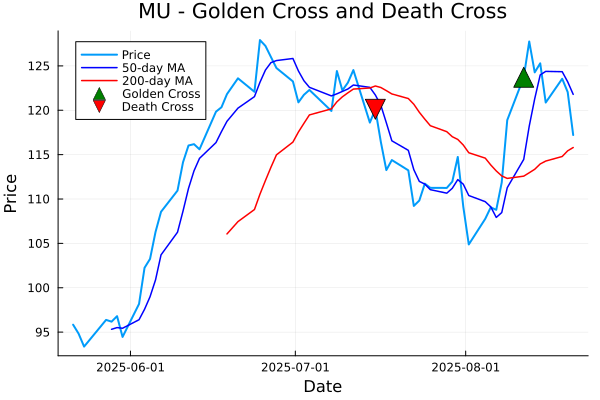 MU - Golden Cross and Death Cross
Price
50-day MA
200-day MA
Golden Cross
Death Cross
125
120
115
110
105
100
95
Price
2025-06-01
2025-07-01
2025-08-01
Date